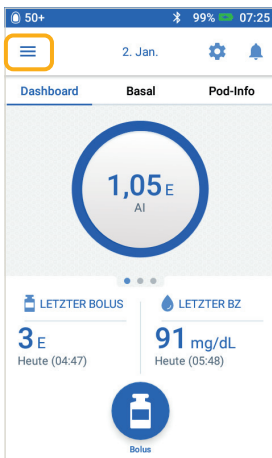 50+ 99% 07:25
2. Jan.
Dashboard Basal Pod-Info
1,05 E
AI
LETZTER BOLUS LETZTER BZ
3 E 91 mg/dL
Heute (04:47) Heute (05:48)
Bolus